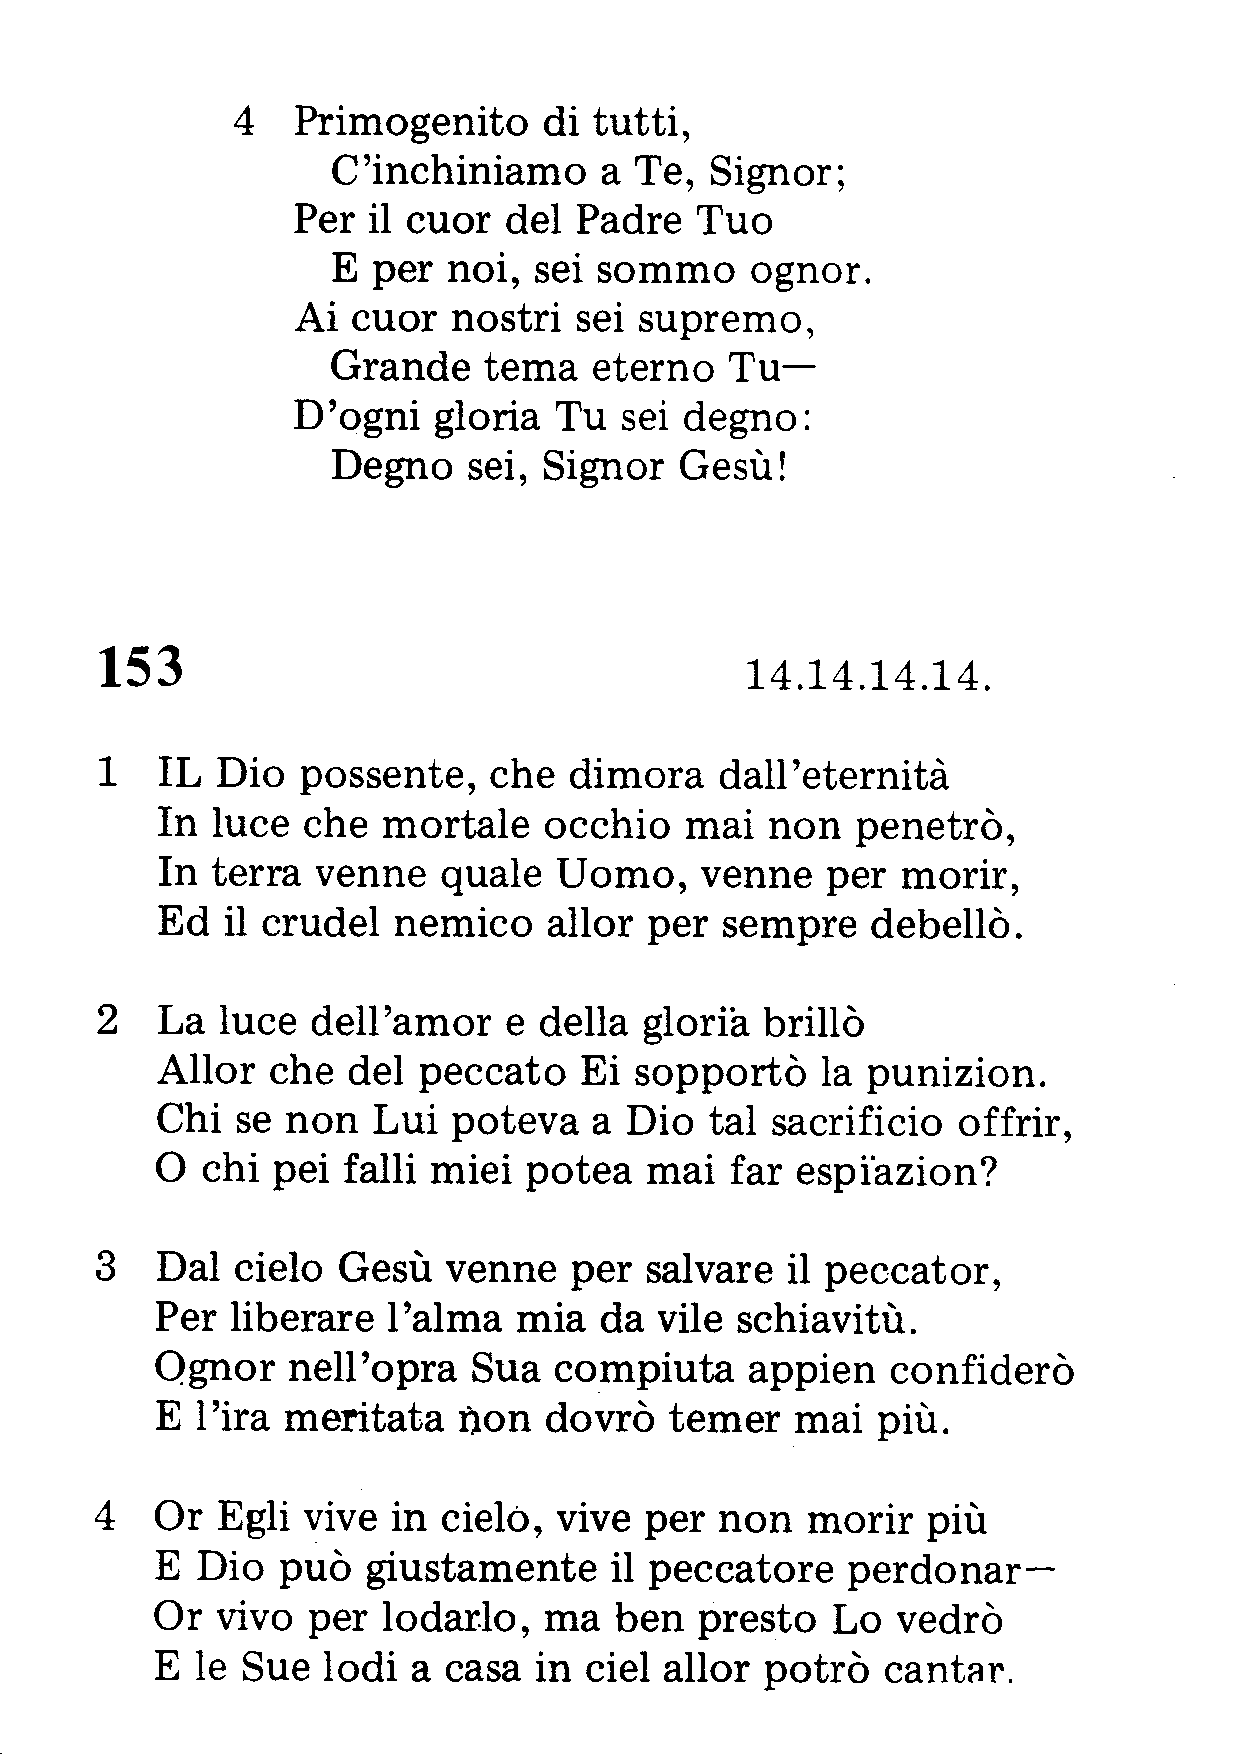 4 Primogenito di tutti,
C'inchiniamo a Te, Signor;
Per il cuor del Padre Tuo
E per noi, sei sommo ognor.
Ai cuor nostri sei supremo,
Grande tema eterno Tu—
D'ogni gloria Tu sei degno:
Degno sei, Signor Gesù!
153 14.14.14.14.
1 IL Dio possente, che dimora dall'eternità
In luce che mortale occhio mai non penetrò,
In terra venne quale Uomo, venne per morir,
Ed il crudel nemico allor per sempre debellò.
2 La luce dell'amor e della glorïa brillò
Allor che del peccato Ei sopportò la punizion.
Chi se non Lui poteva a Dio tal sacrificio offrir,
O chi pei falli miei potea mai far espïazion?
3 Dal cielo Gesù venne per salvare il peccator,
Per liberare l'alma mia da vile schiavitù.
Ognor nell'opra Sua compiuta appien confiderò
E l'ira meritata non dovrò temer mai più.
4 Or Egli vive in cielo, vive per non morir più
E Dio può giustamente il peccatore perdonar—
Or vivo per lodarlo, ma ben presto Lo vedrò
E le Sue lodi a casa in ciel allor potrò cantar.